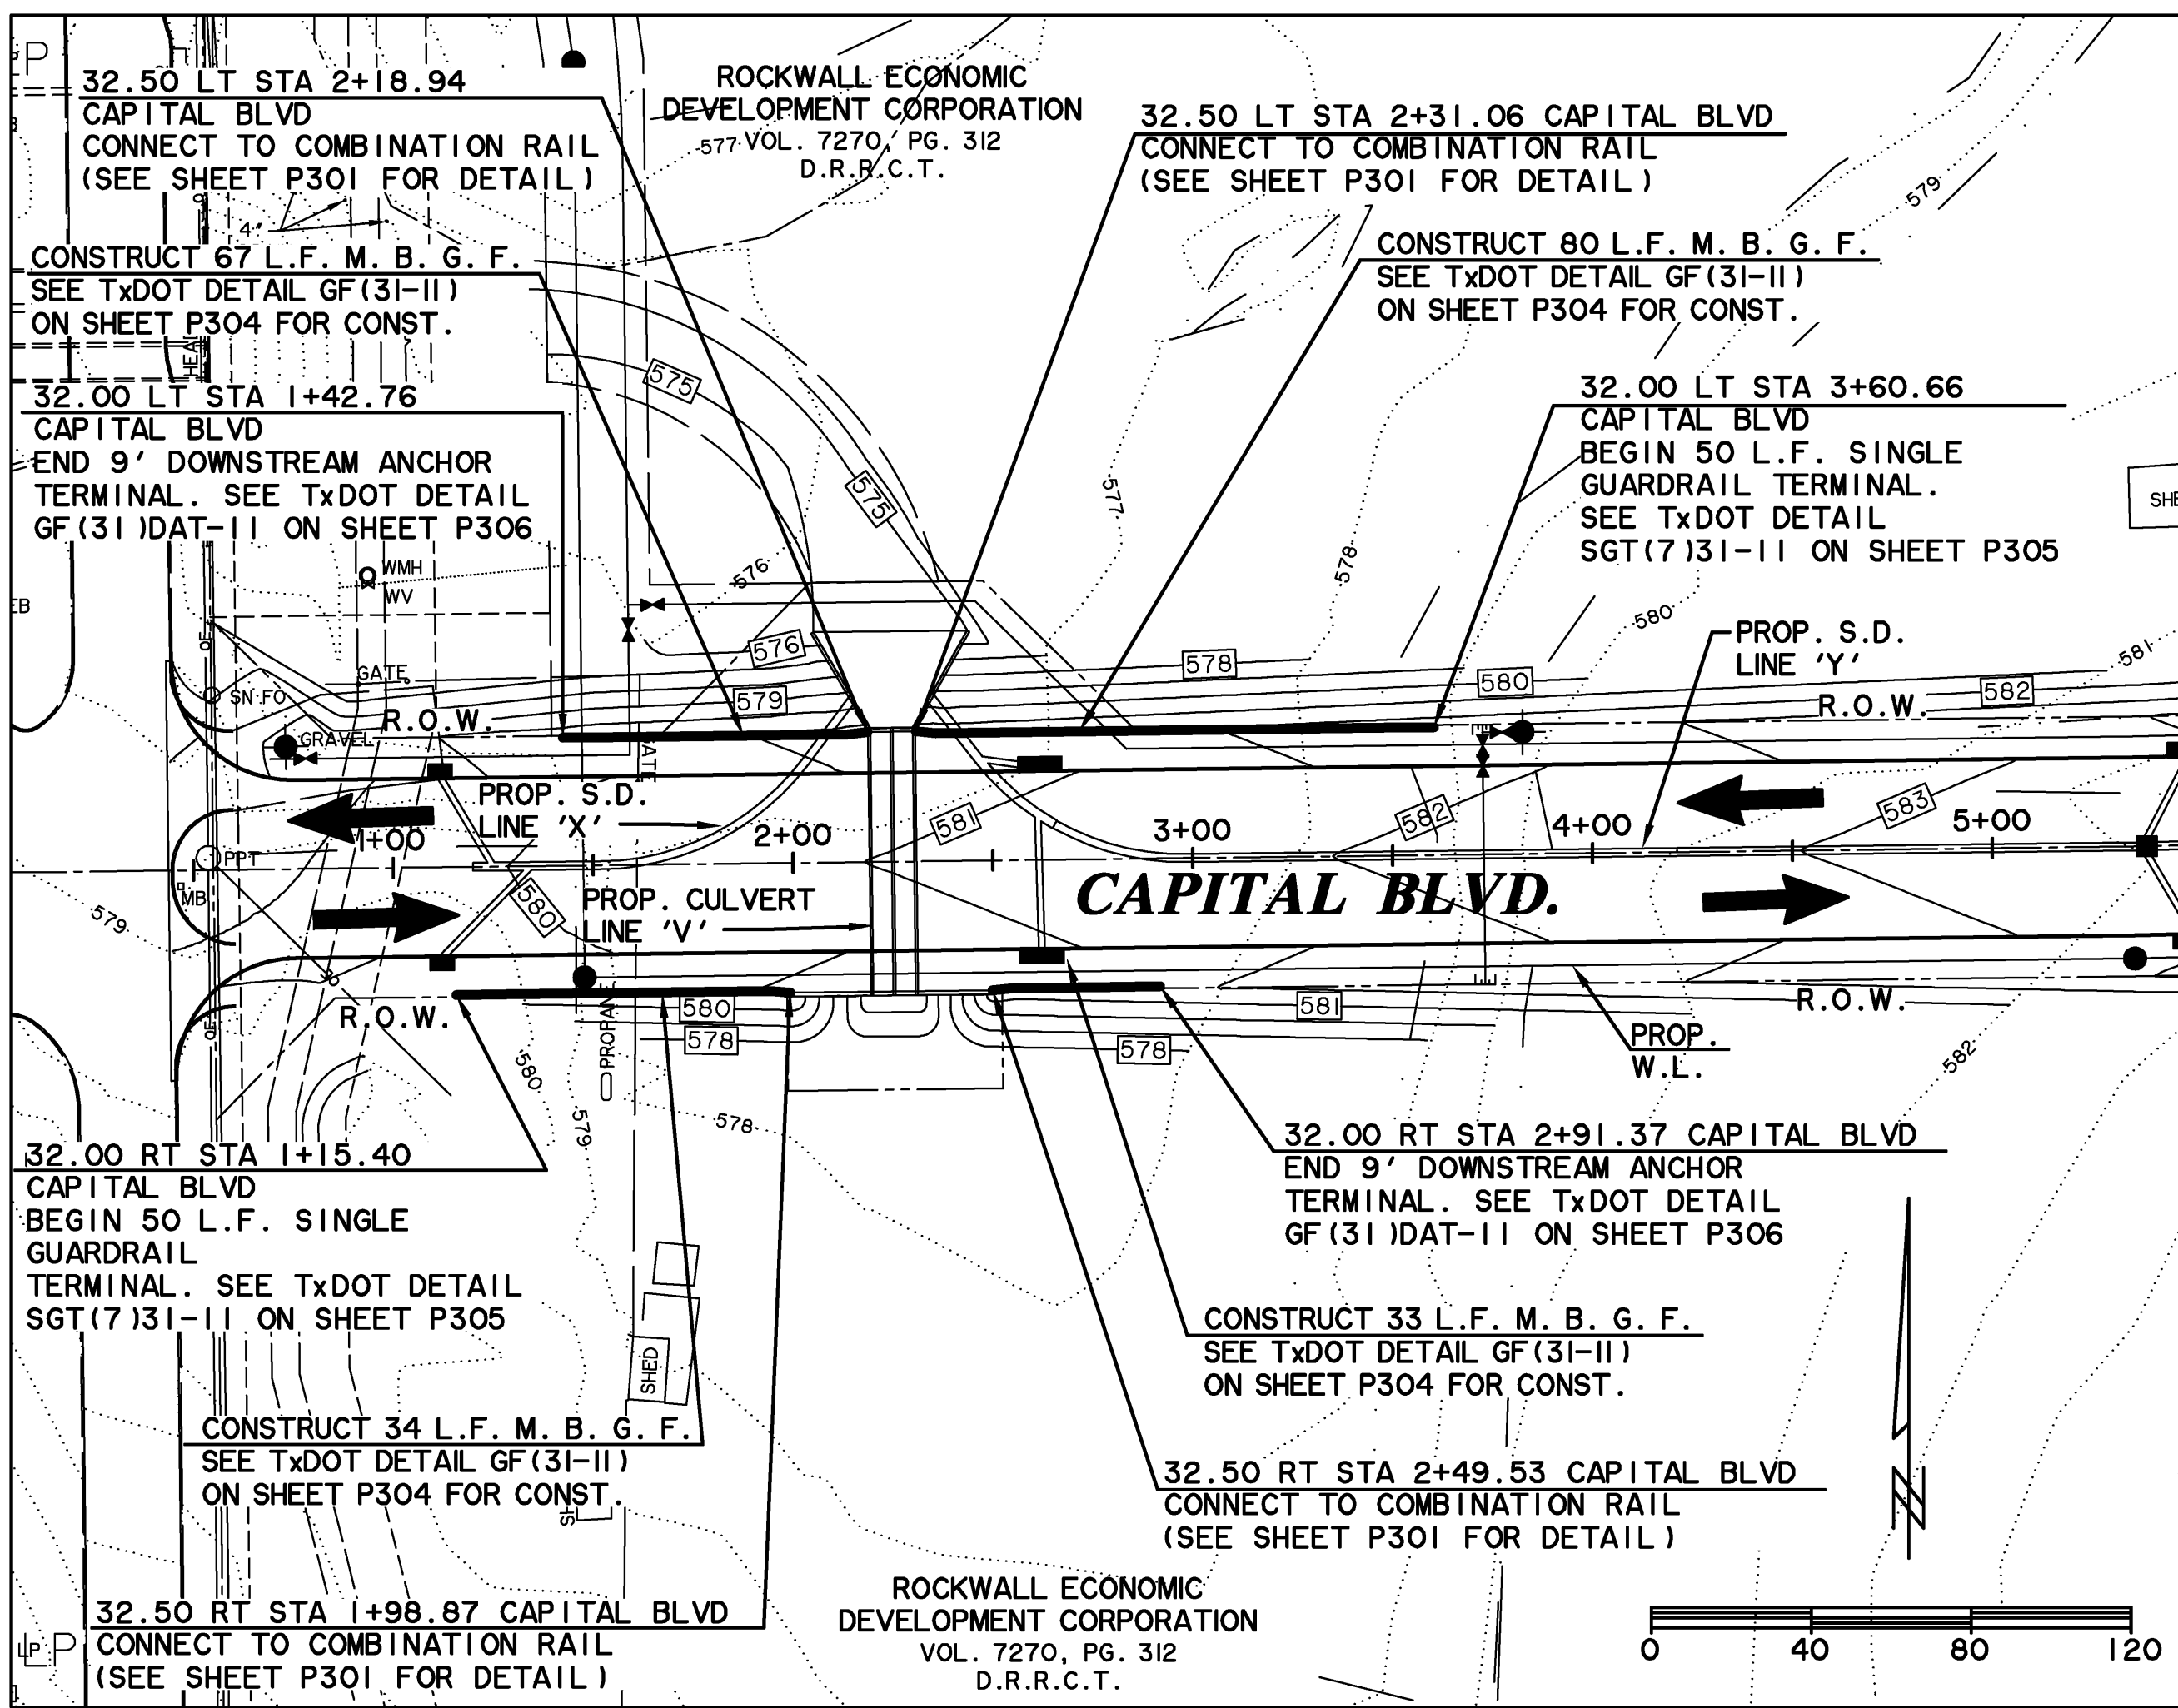 32.50 LT STA 2+18.94
CAPITAL BLVD
CONNECT TO COMBINATION RAIL
(SEE SHEET P301 FOR DETAIL)
ROCKWALL ECONOMIC
DEVELOPMENT CORPORATION
VOL. 7270, PG. 312
D.R.R.C.T.
577
32.50 LT STA 2+31.06 CAPITAL BLVD
CONNECT TO COMBINATION RAIL
(SEE SHEET P301 FOR DETAIL)
579
4'
CONSTRUCT 67 L.F. M. B. G. F.
SEE TxDOT DETAIL GF(31-11)
ON SHEET P304 FOR CONST.
CONSTRUCT 80 L.F. M. B. G. F.
SEE TxDOT DETAIL GF(31-11)
ON SHEET P304 FOR CONST.
575
32.00 LT STA 1+42.76
CAPITAL BLVD
END 9' DOWNSTREAM ANCHOR
TERMINAL. SEE TxDOT DETAIL
GF(31)DAT-11 ON SHEET P306
575
577
32.00 LT STA 3+60.66
CAPITAL BLVD
BEGIN 50 L.F. SINGLE
GUARDRAIL TERMINAL.
SEE TxDOT DETAIL
SGT(7)31-11 ON SHEET P305
WMH
WV
576
578
580
OF
GATE
SN FO
576
579
578
580
PROP. S.D.
LINE 'Y'
581
582
R.O.W.
R.O.W.
GRAVEL
GATE
PROP. S.D.
LINE 'X'
1+00
2+00
581
3+00
582
4+00
583
5+00
PPT
MB
579
580
PROP. CULVERT
LINE 'V'
CAPITAL BLVD.
R.O.W.
OF
580
578
PROPANE
581
578
R.O.W.
PROP.
W.L.
582
580
579
578
32.00 RT STA 1+15.40
CAPITAL BLVD
BEGIN 50 L.F. SINGLE
GUARDRAIL
TERMINAL. SEE TxDOT DETAIL
SGT(7)31-11 ON SHEET P305
32.00 RT STA 2+91.37 CAPITAL BLVD
END 9' DOWNSTREAM ANCHOR
TERMINAL. SEE TxDOT DETAIL
GF(31)DAT-11 ON SHEET P306
SHED
CONSTRUCT 33 L.F. M. B. G. F.
SEE TxDOT DETAIL GF(31-11)
ON SHEET P304 FOR CONST.
CONSTRUCT 34 L.F. M. B. G. F.
SEE TxDOT DETAIL GF(31-11)
ON SHEET P304 FOR CONST.
32.50 RT STA 2+49.53 CAPITAL BLVD
CONNECT TO COMBINATION RAIL
(SEE SHEET P301 FOR DETAIL)
32.50 RT STA 1+98.87 CAPITAL BLVD
CONNECT TO COMBINATION RAIL
(SEE SHEET P301 FOR DETAIL)
ROCKWALL ECONOMIC
DEVELOPMENT CORPORATION
VOL. 7270, PG. 312
D.R.R.C.T.
LP
0 40 80 120